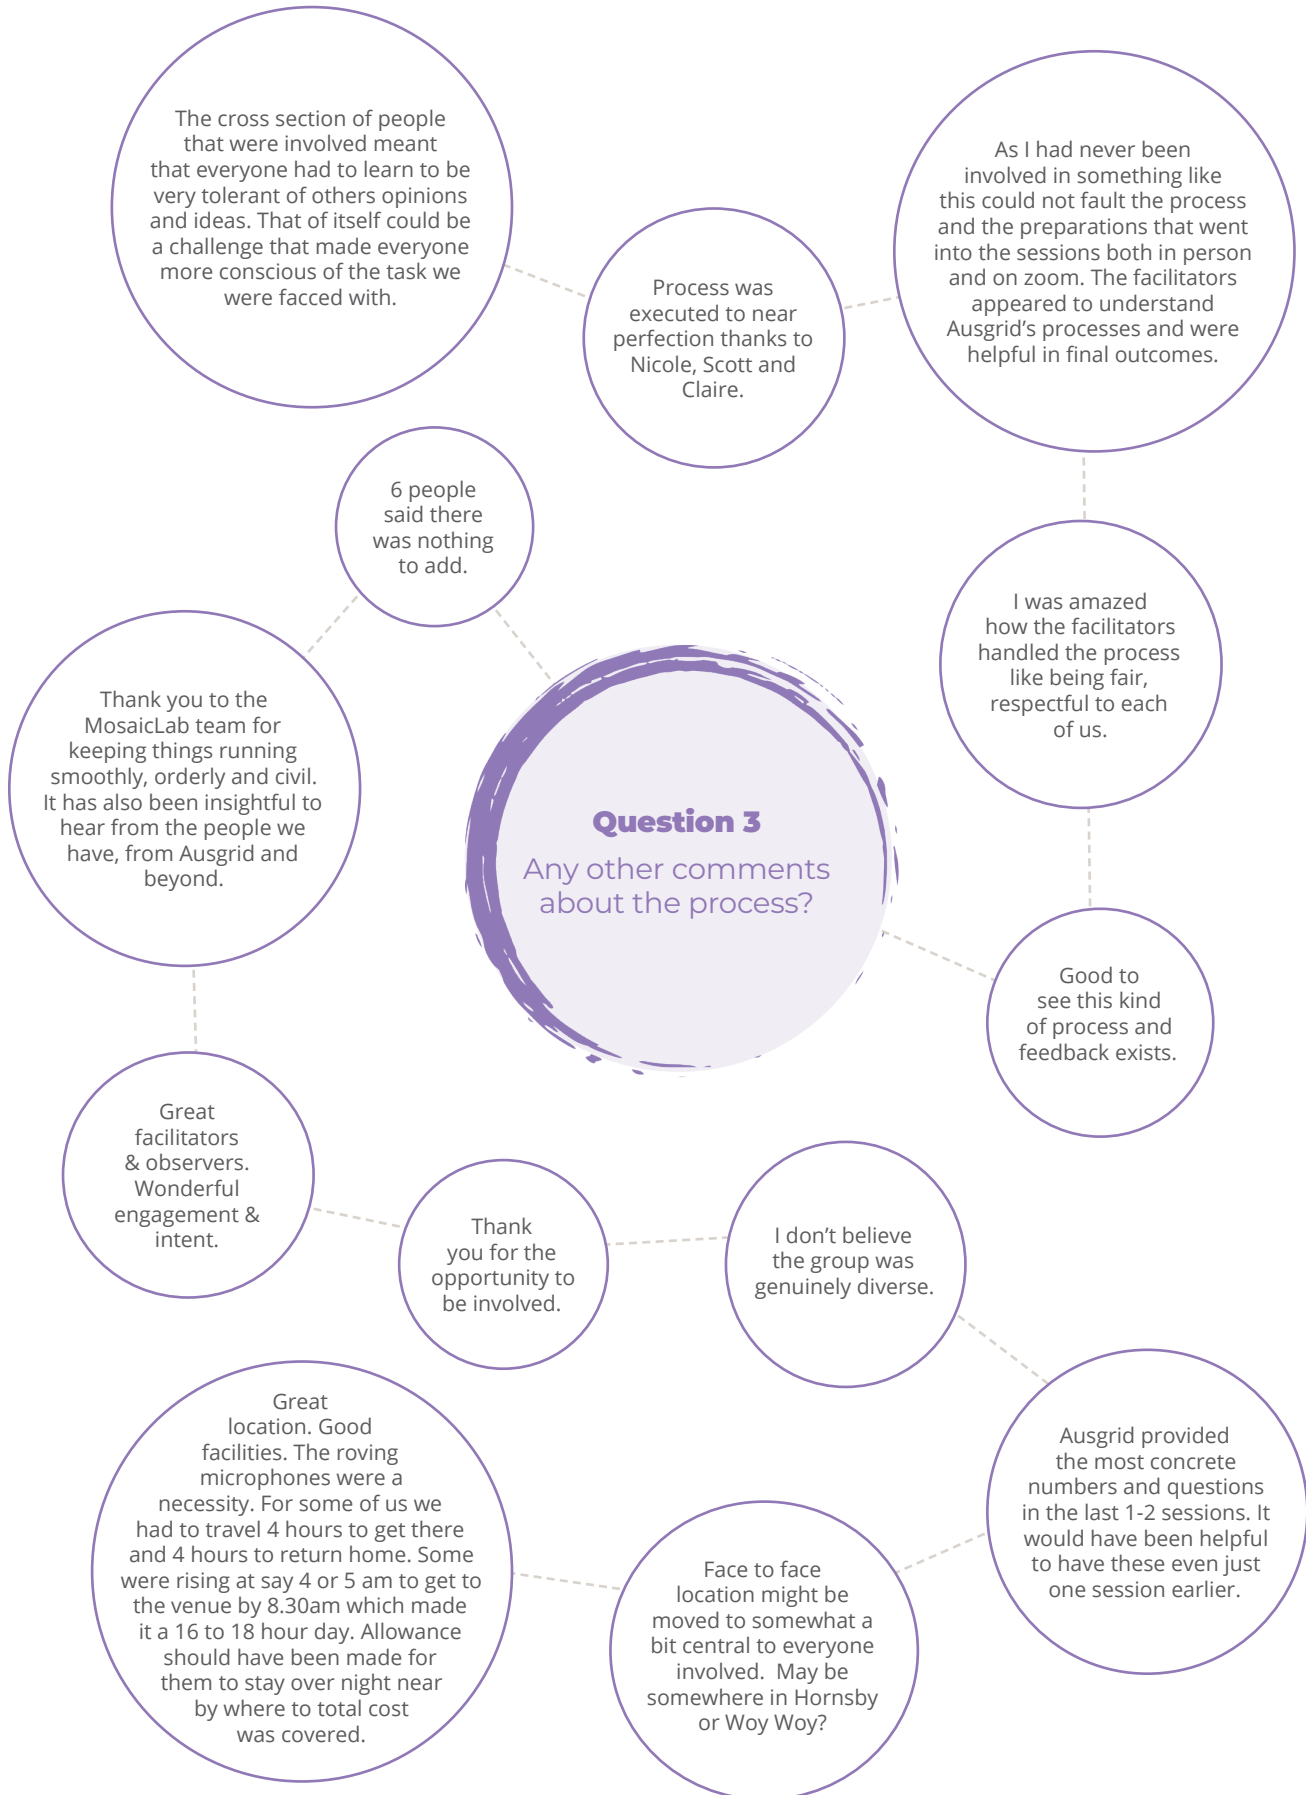 The cross section of people
that were involved meant
that everyone had to learn to be
very tolerant of others opinions
and ideas. That of itself could be
a challenge that made everyone
more conscious of the task we
were facced with.
Process was
executed to near
perfection thanks to
Nicole, Scott and
Claire.
As I had never been
involved in something like
this could not fault the process
and the preparations that went
into the sessions both in person
and on zoom. The facilitators
appeared to understand
Ausgrid’s processes and were
helpful in final outcomes.
6 people
said there
was nothing
to add.
I was amazed
how the facilitators
handled the process
like being fair,
respectful to each
of us.
Thank you to the
MosaicLab team for
keeping things running
smoothly, orderly and civil.
It has also been insightful to
hear from the people we
have, from Ausgrid and
beyond.
Question 3
Any other comments
about the process?
Good to
see this kind
of process and
feedback exists.
Great
facilitators
& observers.
Wonderful
engagement &
intent.
Thank
you for the
opportunity to
be involved.
I don’t believe
the group was
genuinely diverse.
Great
location. Good
facilities. The roving
microphones were a
necessity. For some of us we
had to travel 4 hours to get there
and 4 hours to return home. Some
were rising at say 4 or 5 am to get to
the venue by 8.30am which made
it a 16 to 18 hour day. Allowance
should have been made for
them to stay over night near
by where to total cost
was covered.
Face to face
location might be
moved to somewhat a
bit central to everyone
involved.  May be
somewhere in Hornsby
or Woy Woy?
Ausgrid provided
the most concrete
numbers and questions
in the last 1-2 sessions. It
would have been helpful
to have these even just
one session earlier.